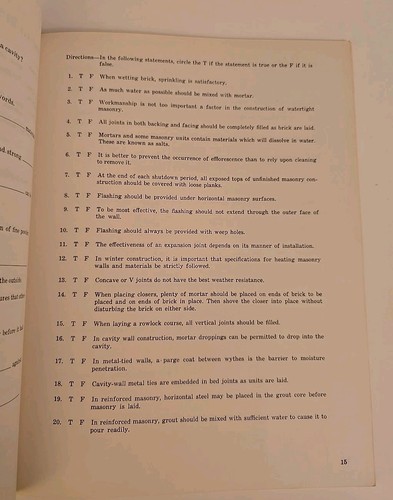 a cavity?
words.
nd strong
n of fine
the outside
ures that
before it
Directions—In the following statements, circle the T if the statement is true or the F if it is
false.
1. T F When wetting brick, sprinkling is satisfactory.
2. T F As much water as possible should be mixed with mortar.
3. T F Workmanship is not too important a factor in the construction of watertight
masonry.
4. T F All joints in both backing and facing should be completely filled as brick are laid.
5. T F Mortars and some masonry units contain materials which will dissolve in water.
These are known as salts.
6. T F It is better to prevent the occurrence of efflorescence than to rely upon cleaning
to remove it.
7. T F At the end of each shutdown period, all exposed tops of unfinished masonry con-
struction should be covered with loose planks.
8. T F Flashing should be provided under horizontal masonry surfaces.
9. T F To be most effective, the flashing should not extend through the outer face of
the wall.
10. T F Flashing should always be provided with weep holes.
11. T F The effectiveness of an expansion joint depends on its manner of installation.
12. T F In winter construction, it is important that specifications for heating masonry
walls and materials be strictly followed.
13. T F Concave or V joints do not have the best weather resistance.
14. T F When placing closers, plenty of mortar should be placed on ends of brick to be
placed and on ends of brick in place. Then shove the closer into place without
disturbing the brick on either side.
15. T F When laying a rowlock course, all vertical joints should be filled.
16. T F In cavity wall construction, mortar droppings can be permitted to drop into the
cavity.
17. T F In metal-tied walls, a parge coat between wythes is the barrier to moisture
penetration.
18. T F Cavity-wall metal ties are embedded in bed joints as units are laid.
19. T F In reinforced masonry, horizontal steel may be placed in the grout core before
masonry is laid.
20. T F In reinforced masonry, grout should be mixed with sufficient water to cause it to
pour readily.
15